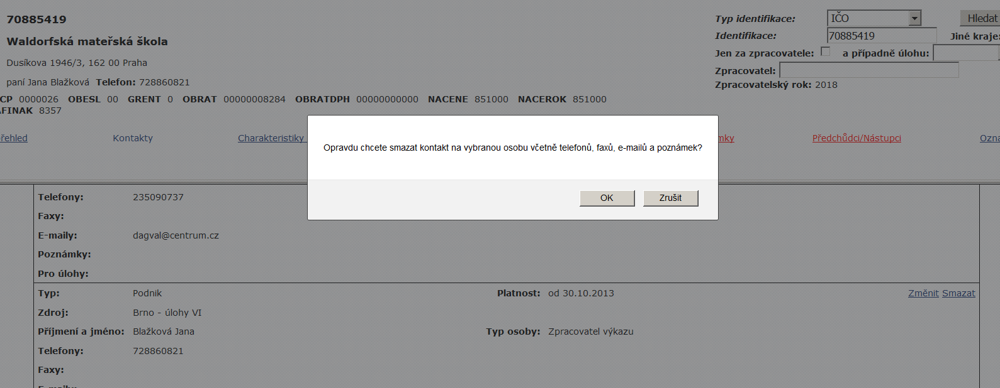 70885419
Waldorfská mateřská škola
Dusíkova 1946/3, 162 00 Praha
paní Jana Blažková Telefon: 728860821
CP 0000026 OBESL 00 GRENT 0 OBRAT 00000008284 OBRATDPH 00000000000 NACENE 851000 NACEROK 851000
AFINAK 8357
Typ identifikace: IČO Hledat
Identifikace: 70885419 Jiné kraje:
Jen za zpracovatele: a případně úlohu:
Zpracovatel:
Zpracovatelský rok: 2018
řehled Kontakty Charakteristiky mky Předchůdci/Nástupci Ozna
Opravdu chcete smazat kontakt na vybranou osobu včetně telefonů, faxů, e-mailů a poznámek?
OK Zrušit
Telefony: 235090737
Faxy:
E-maily: dagval@centrum.cz
Poznámky:
Pro úlohy:
Typ: Podnik Platnost: od 30.10.2013 Změnit Smazat
Zdroj: Brno - úlohy VI
Příjmení a jméno: Blažková Jana Typ osoby: Zpracovatel výkazu
Telefony: 728860821
Faxy:
E-maily: